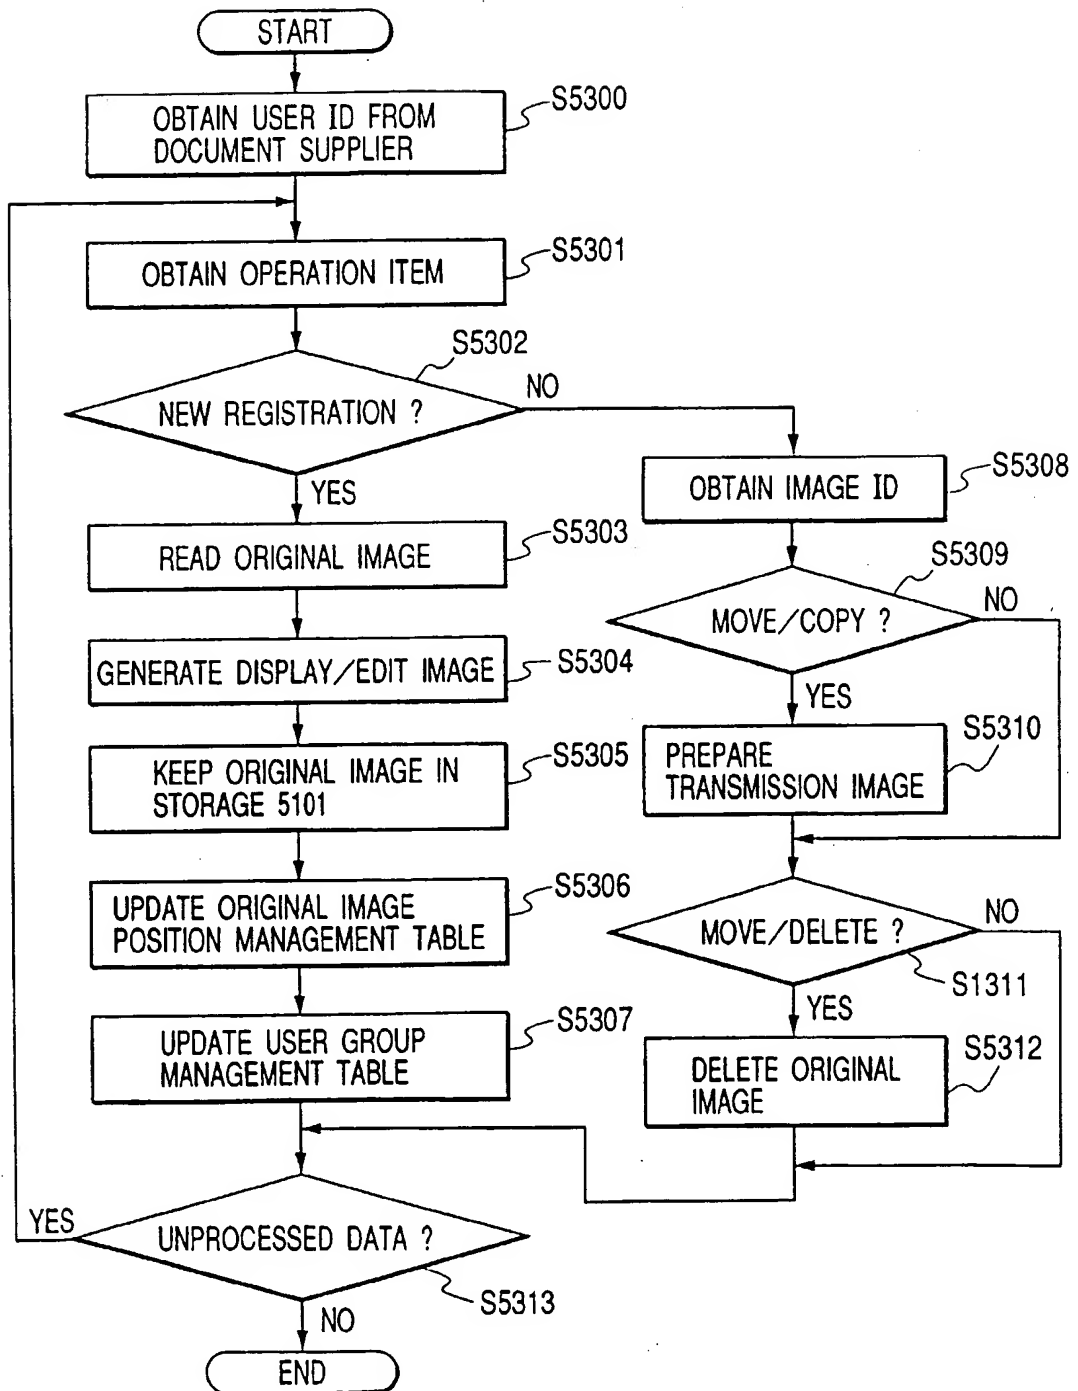 START
OBTAIN USER ID FROM
DOCUMENT SUPPLIER
S5300
OBTAIN OPERATION ITEM
S5301
NEW REGISTRATION ?
S5302
NO
YES
READ ORIGINAL IMAGE
S5303
GENERATE DISPLAY/EDIT IMAGE
S5304
KEEP ORIGINAL IMAGE IN
STORAGE 5101
S5305
UPDATE ORIGINAL IMAGE
POSITION MANAGEMENT TABLE
S5306
UPDATE USER GROUP
MANAGEMENT TABLE
S5307
OBTAIN IMAGE ID
S5308
MOVE/COPY ?
S5309
NO
YES
PREPARE
TRANSMISSION IMAGE
S5310
MOVE/DELETE ?
NO
S1311
YES
DELETE ORIGINAL
IMAGE
S5312
YES
UNPROCESSED DATA ?
S5313
NO
END